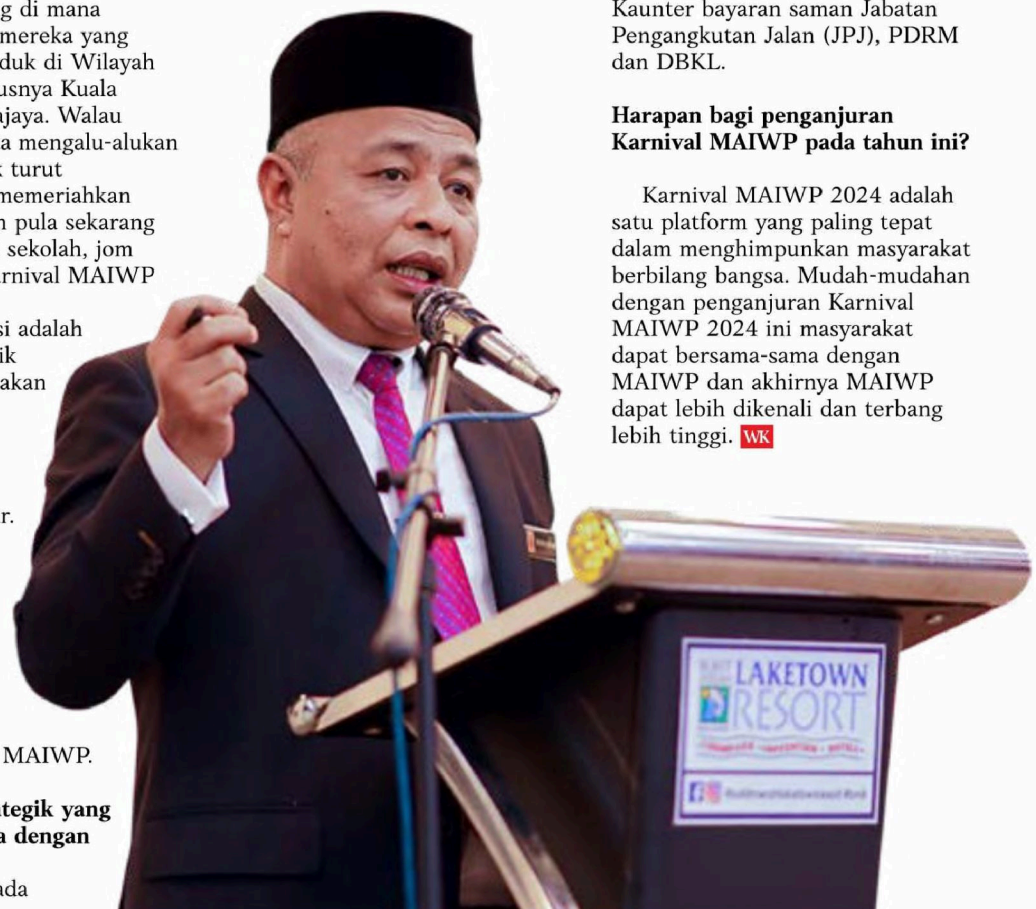 g di mana
mereka yang
duk di Wilayah
usnya Kuala
ajaya. Walau
a mengalu-alukan
turut
memeriahkan
pula sekarang
sekolah, jom
rnival MAIWP
si adalah
ik
akan
r.
MAIWP.
ategik yang
a dengan
ada
Kaunter bayaran saman Jabatan
Pengangkutan Jalan (JPJ), PDRM
dan DBKL.
Harapan bagi penganjuran
Karnival MAIWP pada tahun ini?
Karnival MAIWP 2024 adalah
satu platform yang paling tepat
dalam menghimpunkan masyarakat
berbilang bangsa. Mudah-mudahan
dengan penganjuran Karnival
MAIWP 2024 ini masyarakat
dapat bersama-sama dengan
MAIWP dan akhirnya MAIWP
dapat lebih dikenali dan terbang
lebih tinggi. WK
LAKETOWN
RESORT